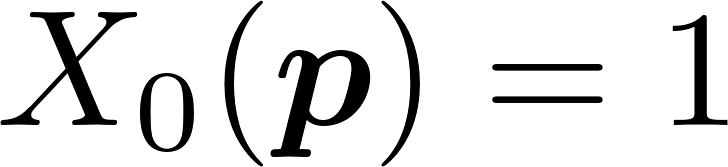 X₀(𝒑) = 1